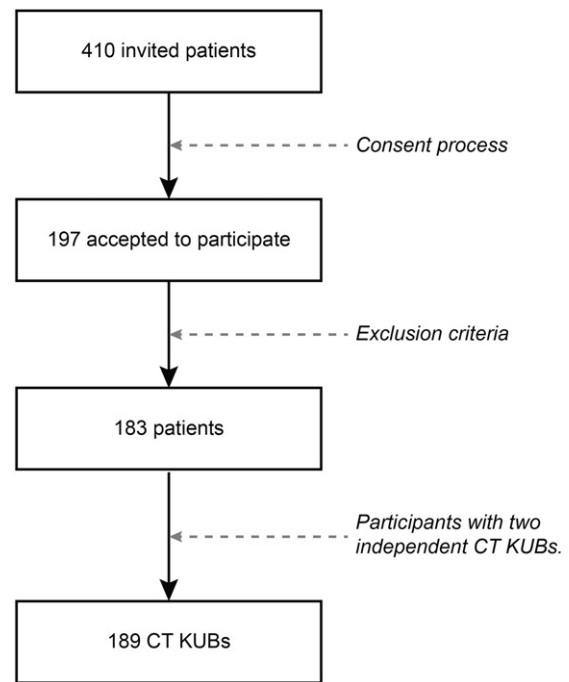 410 invited patients
Consent process
197 accepted to participate
Exclusion criteria
183 patients
Participants with two
independent CT KUBs.
189 CT KUBs